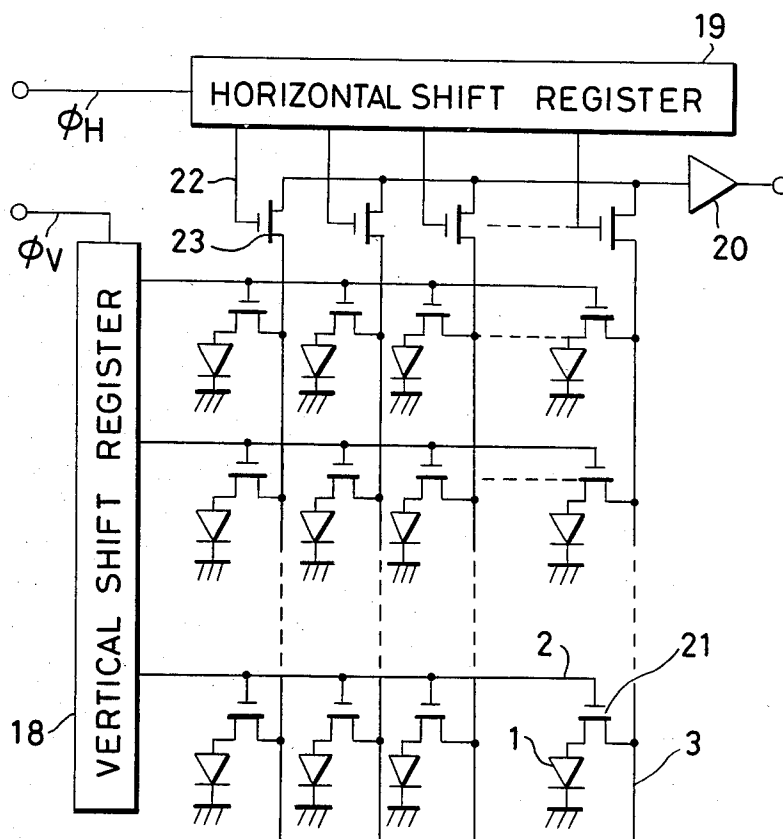 19
HORIZONTAL SHIFT REGISTER
ϕH
22
23
20
ϕV
VERTICAL SHIFT REGISTER
18
2
21
1
3